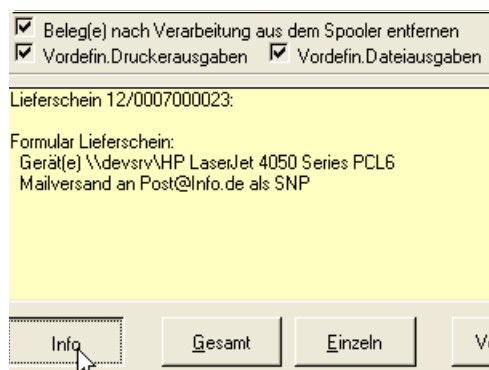 Beleg(e) nach Verarbeitung aus dem Spooler entfernen
Vordefin.Druckerausgaben Vordefin.Dateiausgaben
Lieferschein 12/0007000023:
Formular Lieferschein:
Gerät(e) \\devsrv\HP LaserJet 4050 Series PCL6
Mailversand an Post@Info.de als SNP
Info Gesamt Einzeln